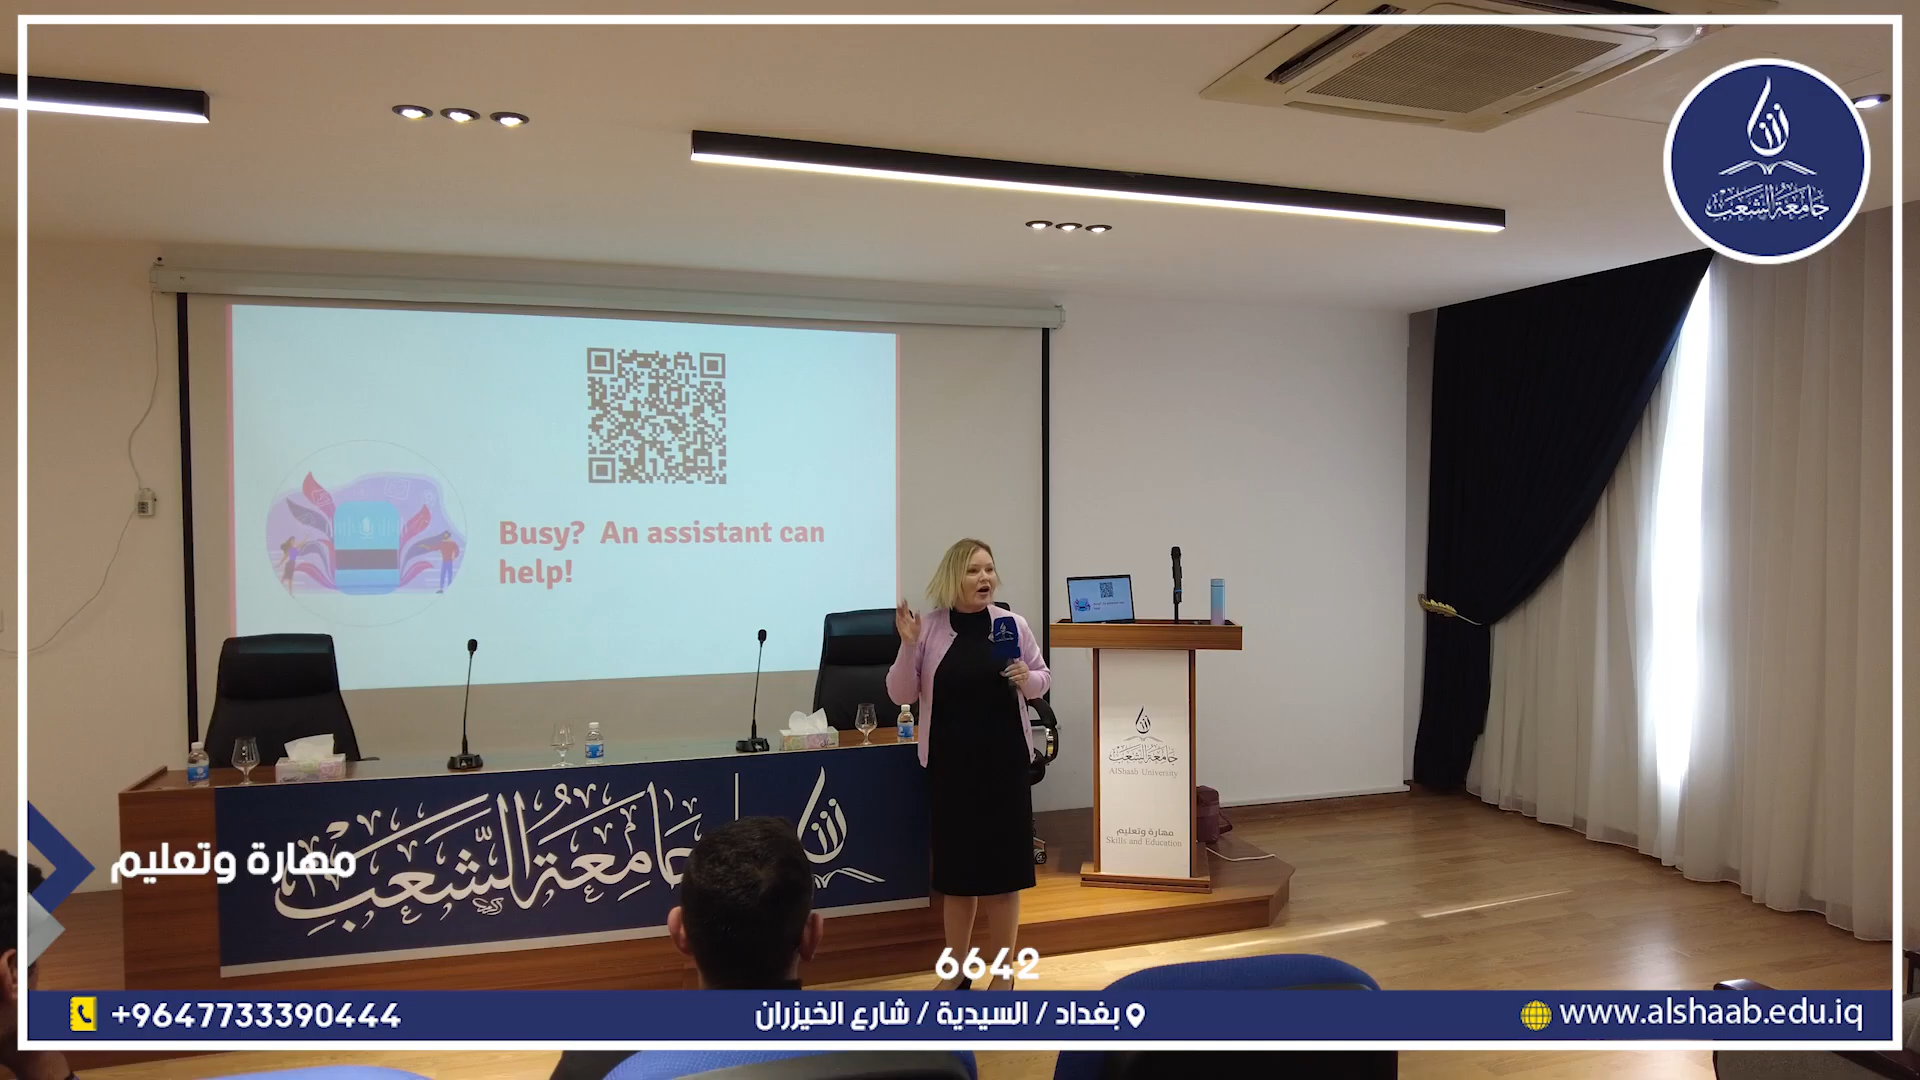 جامعة الشعب
Busy? An assistant can
help!
جامعة الشعب
AlShaab University
مهارة وتعليم
Skills and Education
جامعة الشعب
مهارة وتعليم
6642
+9647733390444
بغداد / السيدية / شارع الخيزران
www.alshaab.edu.iq